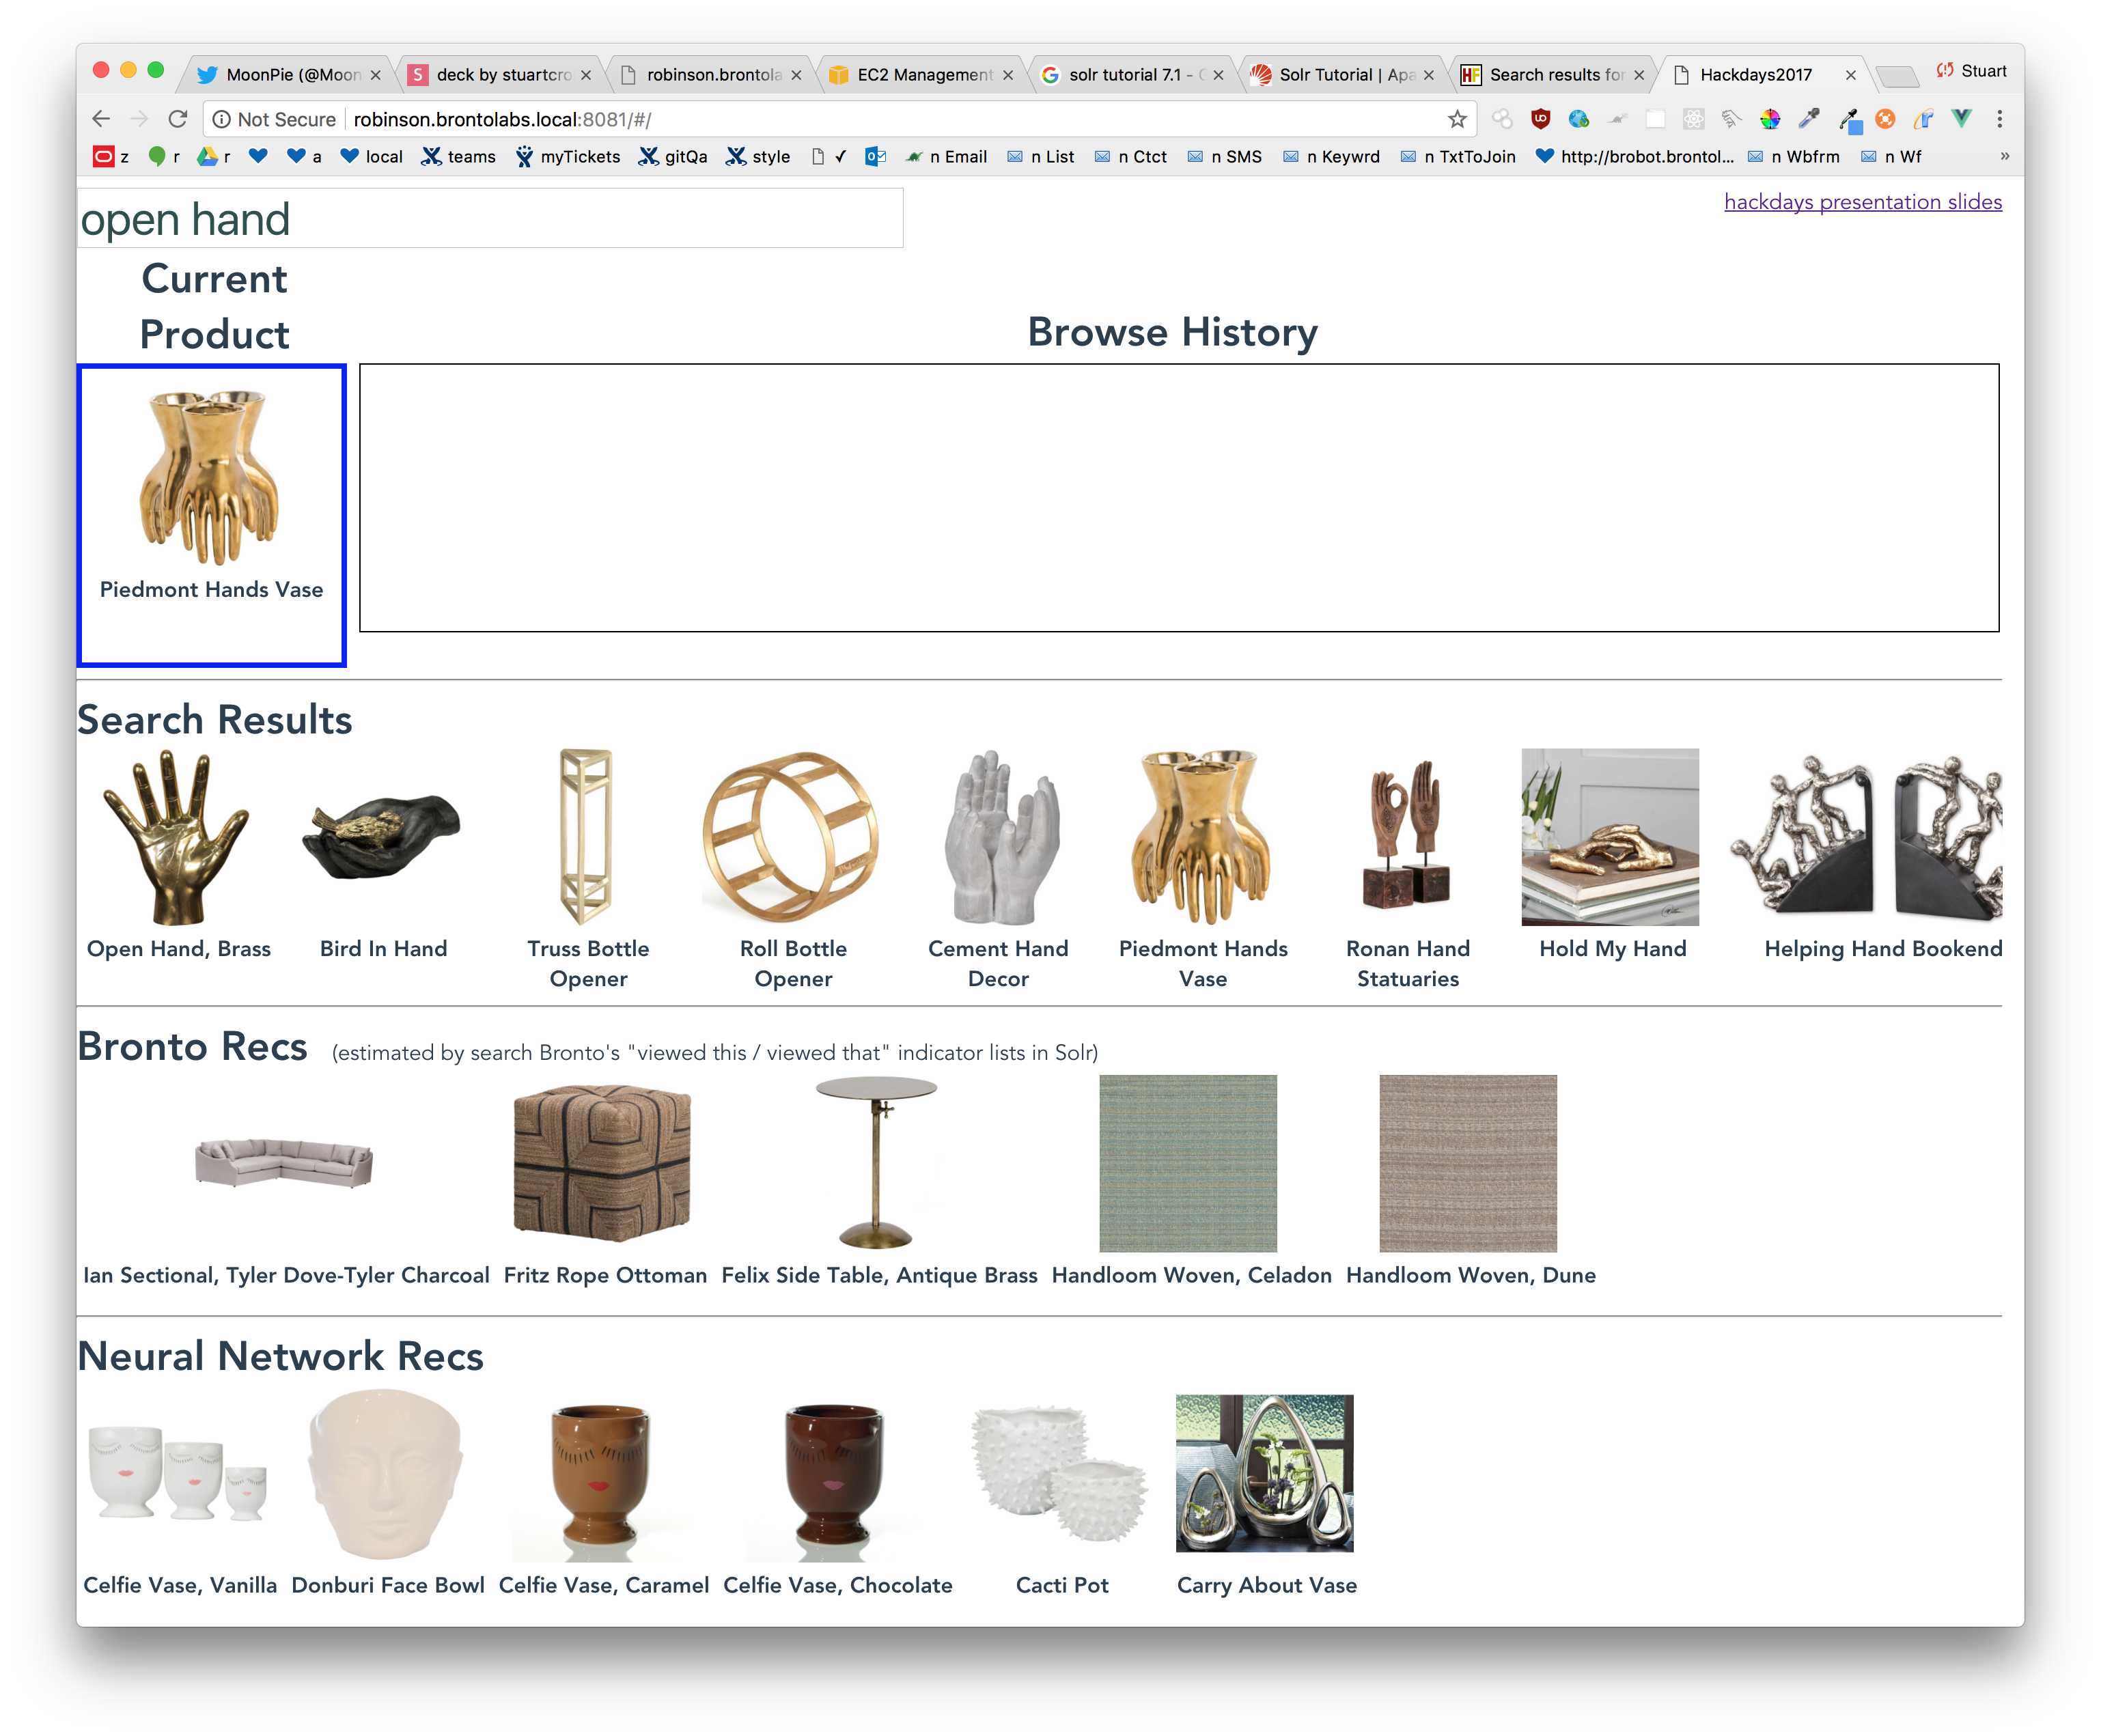 MoonPie (@Moon
deck by stuartcro
robinson.brontola
EC2 Management
solr tutorial 7.1 - G
Solr Tutorial | Apa
HF Search results for
Hackdays2017
Stuart
Not Secure robinson.brontolabs.local:8081/#/
z r r a local teams myTickets gitQa style ✓ n Email n List n Ctct n SMS n Keywrd n TxtToJoin http://brobot.brontol... n Wbfrm n Wf »
open hand
hackdays presentation slides
Current
Product
Browse History
Piedmont Hands Vase
Search Results
Open Hand, Brass
Bird In Hand
Truss Bottle
Opener
Roll Bottle
Opener
Cement Hand
Decor
Piedmont Hands
Vase
Ronan Hand
Statuaries
Hold My Hand
Helping Hand Bookend
Bronto Recs (estimated by search Bronto's "viewed this / viewed that" indicator lists in Solr)
Ian Sectional, Tyler Dove-Tyler Charcoal
Fritz Rope Ottoman
Felix Side Table, Antique Brass
Handloom Woven, Celadon
Handloom Woven, Dune
Neural Network Recs
Celfie Vase, Vanilla
Donburi Face Bowl
Celfie Vase, Caramel
Celfie Vase, Chocolate
Cacti Pot
Carry About Vase